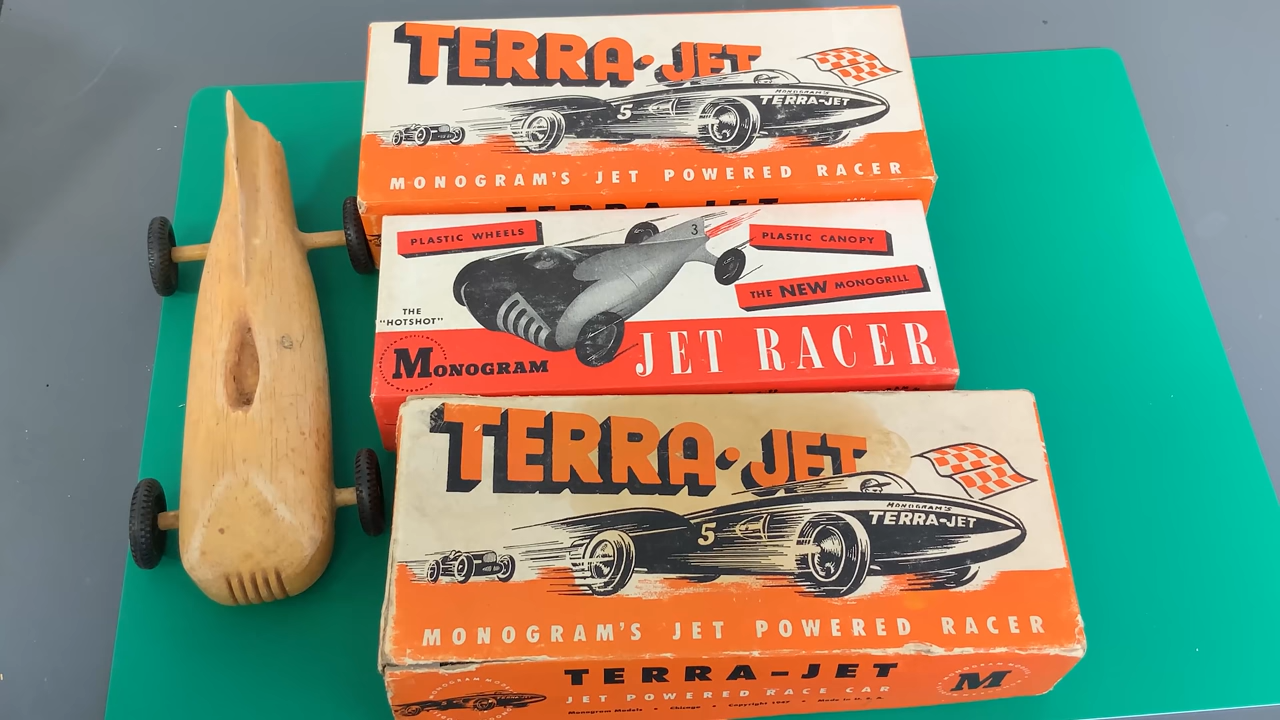 TERRA-JET
MONOGRAM'S
TERRA-JET
5
MONOGRAM'S JET POWERED RACER
TERRA-JET
PLASTIC WHEELS
3
PLASTIC CANOPY
THE NEW MONOGRILL
THE
"HOTSHOT"
MONOGRAM
JET RACER
TERRA-JET
MONOGRAM'S
TERRA-JET
5
MONOGRAM'S JET POWERED RACER
TERRA-JET
M
JET POWERED RACE CAR
Monogram Models • Chicago • Copyright 1947 • Made in U.S.A.